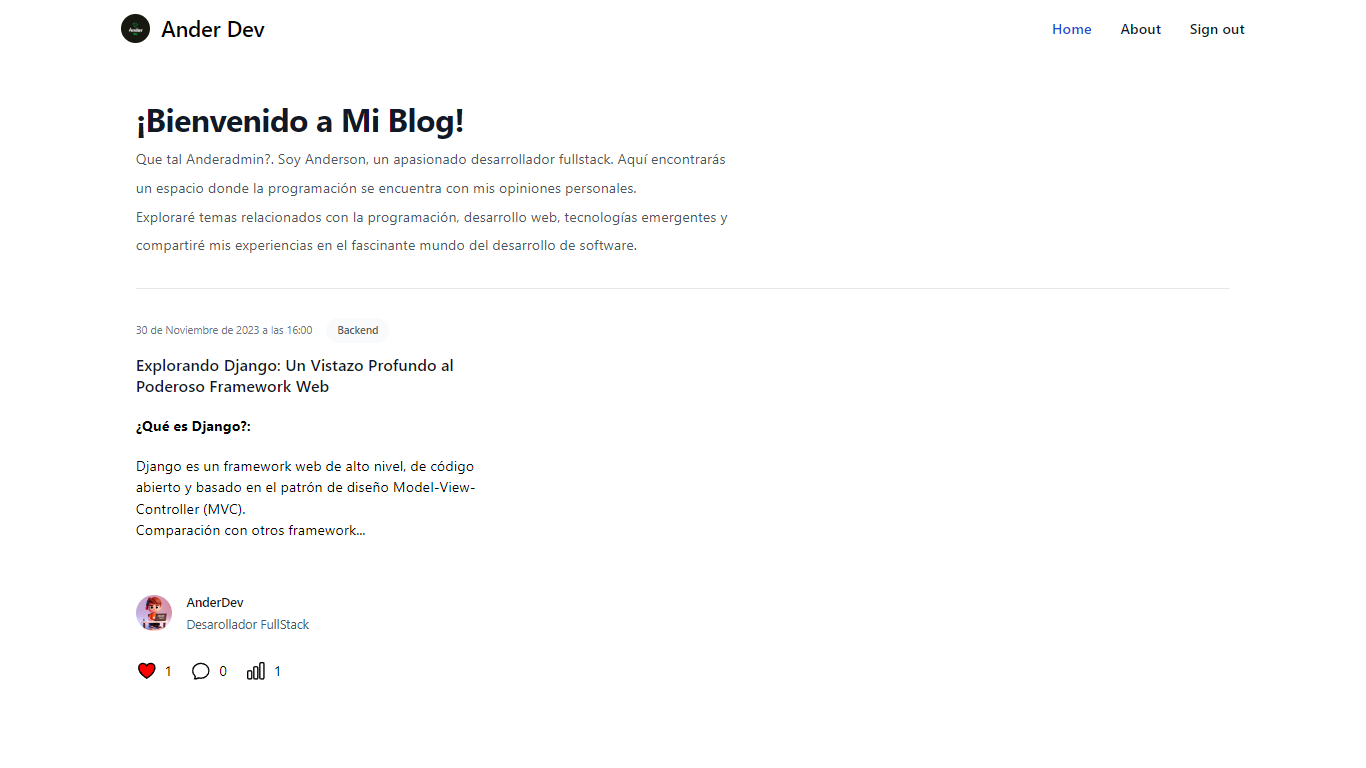 Ander
Ander Dev
Home
About
Sign out
¡Bienvenido a Mi Blog!
Que tal Anderadmin?. Soy Anderson, un apasionado desarrollador fullstack. Aquí encontrarás
un espacio donde la programación se encuentra con mis opiniones personales.
Exploraré temas relacionados con la programación, desarrollo web, tecnologías emergentes y
compartiré mis experiencias en el fascinante mundo del desarrollo de software.
30 de Noviembre de 2023 a las 16:00
Backend
Explorando Django: Un Vistazo Profundo al
Poderoso Framework Web
¿Qué es Django?:
Django es un framework web de alto nivel, de código
abierto y basado en el patrón de diseño Model-View-
Controller (MVC).
Comparación con otros framework...
AnderDev
Desarollador FullStack
1
0
1